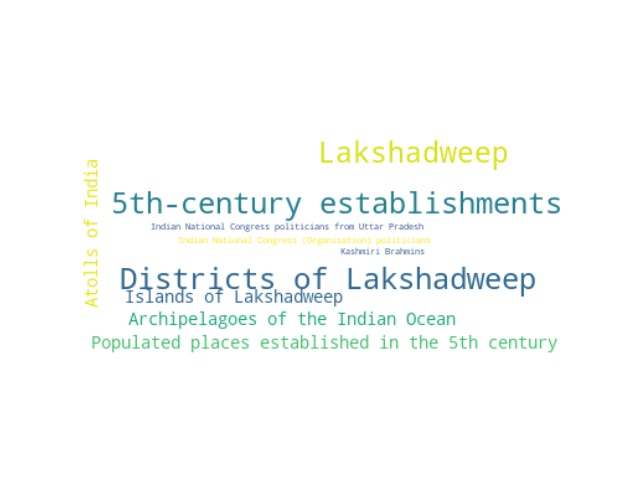 Lakshadweep
Atolls of India
5th-century establishments
Indian National Congress politicians from Uttar Pradesh
Indian National Congress (Organisation) politicians
Kashmiri Brahmins
Districts of Lakshadweep
Islands of Lakshadweep
Archipelagoes of the Indian Ocean
Populated places established in the 5th century